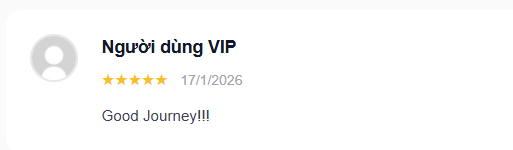 Người dùng VIP
★★★★★ 17/1/2026
Good Journey!!!